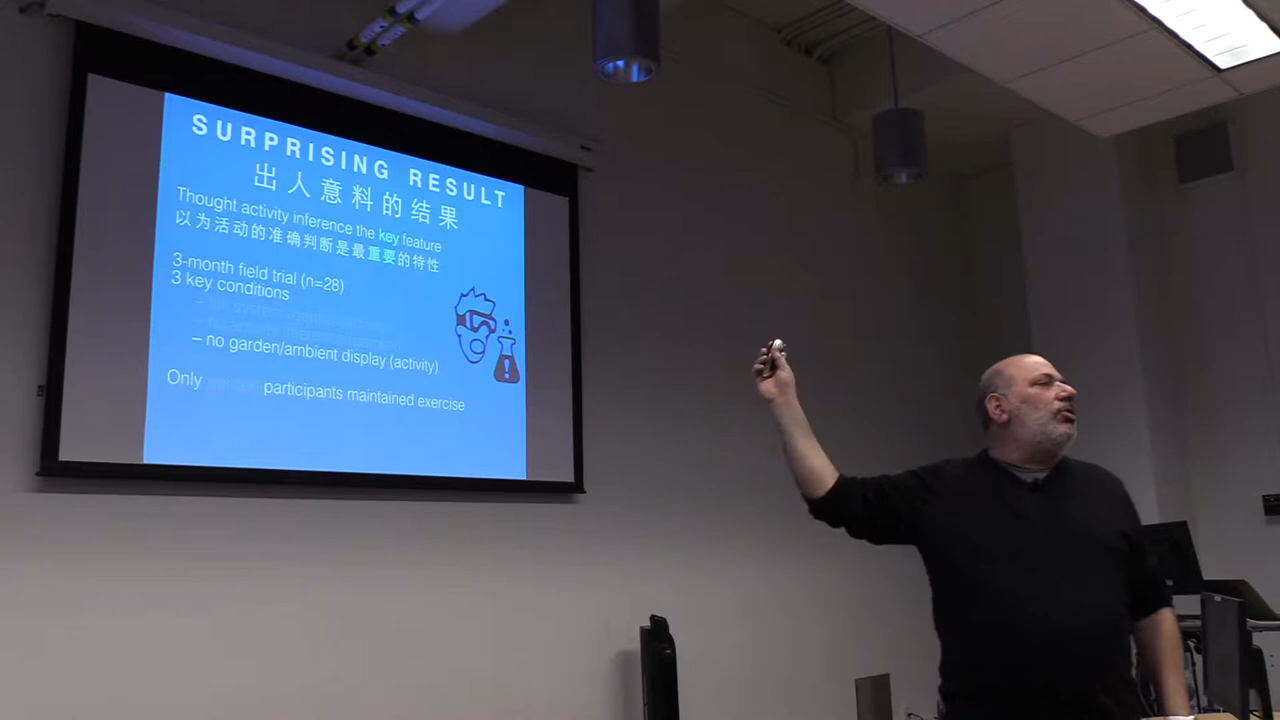 SURPRISING RESULT
出人意料的结果
Thought activity inference the key feature
以为活动的准确判断是最重要的特性
3-month field trial (n=28)
3 key conditions
– full system
– no garden/ambient display (activity)
Only participants maintained exercise